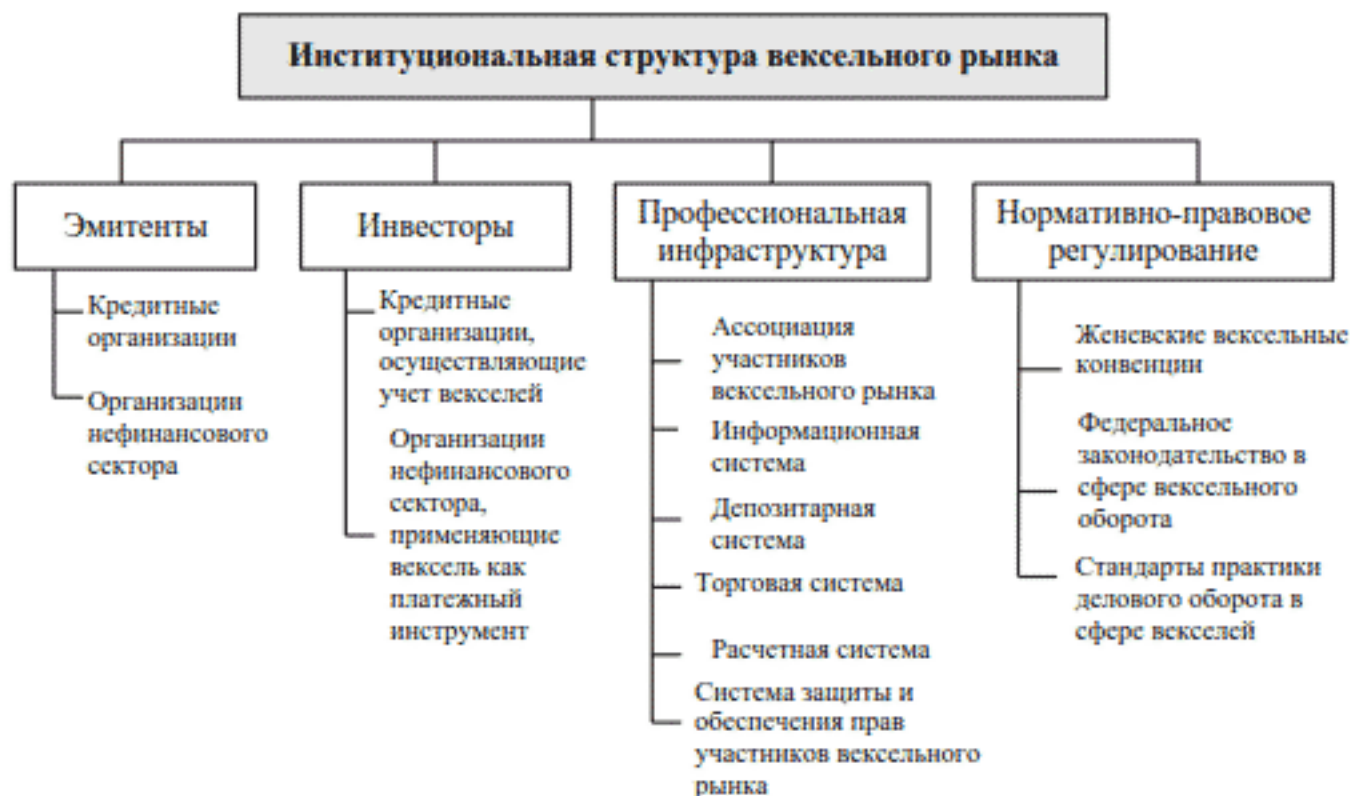 Институциональная структура вексельного рынка
Эмитенты
Кредитные
организации
Организации
нефинансового
сектора
Инвесторы
Кредитные
организации,
осуществляющие
учет векселей
Организации
нефинансового
сектора,
применяющие
вексель как
платежный
инструмент
Профессиональная
инфраструктура
Ассоциация
участников
вексельного рынка
Информационная
система
Депозитарная
система
Торговая система
Расчетная система
Система защиты и
обеспечения прав
участников вексельного
рынка
Нормативно-правовое
регулирование
Женевские вексельные
конвенции
Федеральное
законодательство в
сфере вексельного
оборота
Стандарты практики
делового оборота в
сфере векселей